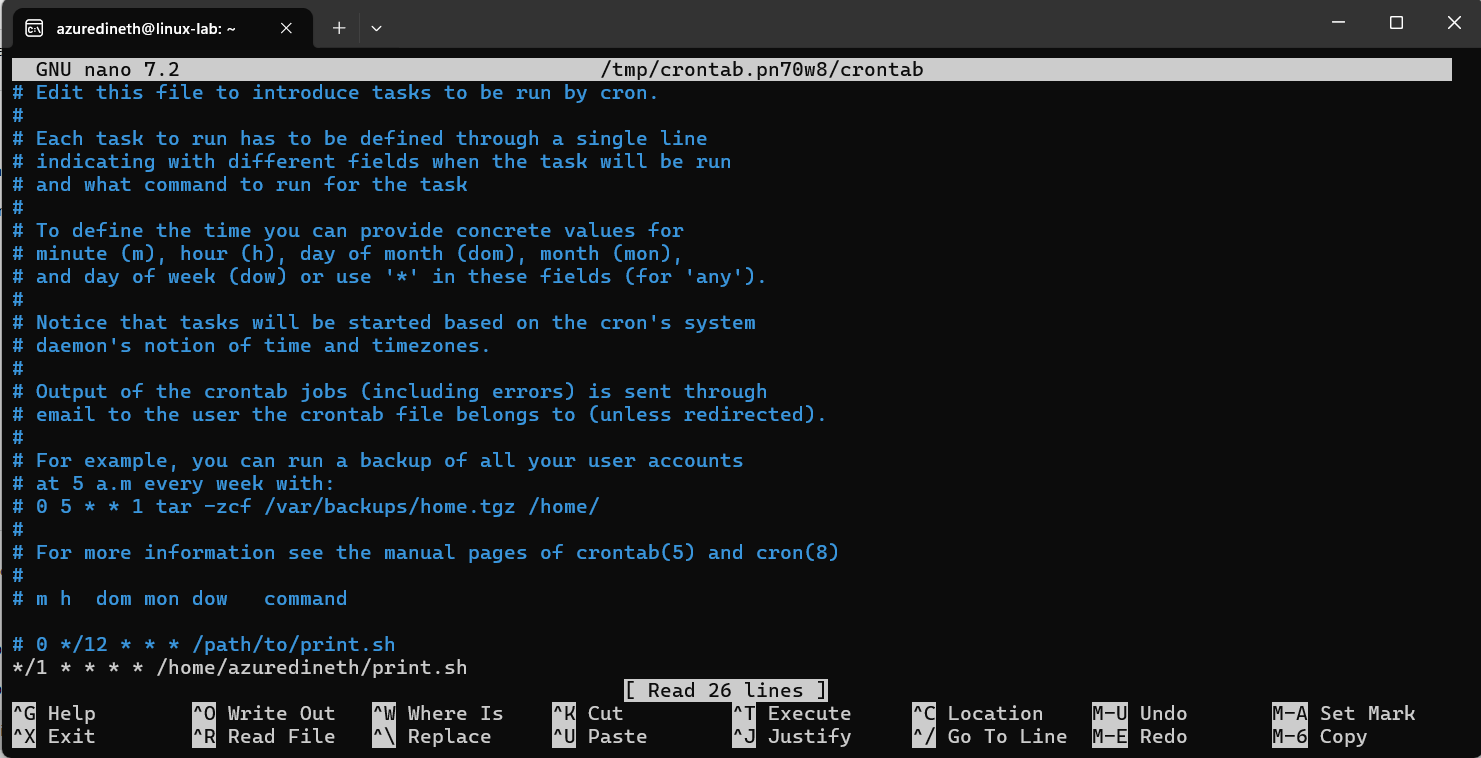 azuredineth@linux-lab: ~
GNU nano 7.2 /tmp/crontab.pn70w8/crontab
# Edit this file to introduce tasks to be run by cron.
#
# Each task to run has to be defined through a single line
# indicating with different fields when the task will be run
# and what command to run for the task
#
# To define the time you can provide concrete values for
# minute (m), hour (h), day of month (dom), month (mon),
# and day of week (dow) or use '*' in these fields (for 'any').
#
# Notice that tasks will be started based on the cron's system
# daemon's notion of time and timezones.
#
# Output of the crontab jobs (including errors) is sent through
# email to the user the crontab file belongs to (unless redirected).
#
# For example, you can run a backup of all your user accounts
# at 5 a.m every week with:
# 0 5 * * 1 tar -zcf /var/backups/home.tgz /home/
#
# For more information see the manual pages of crontab(5) and cron(8)
#
# m h  dom mon dow   command
# 0 */12 * * * /path/to/print.sh
*/1 * * * * /home/azuredineth/print.sh
[ Read 26 lines ]
^G Help ^O Write Out ^W Where Is ^K Cut ^T Execute ^C Location M-U Undo M-A Set Mark
^X Exit ^R Read File ^\ Replace ^U Paste ^J Justify ^/ Go To Line M-E Redo M-6 Copy